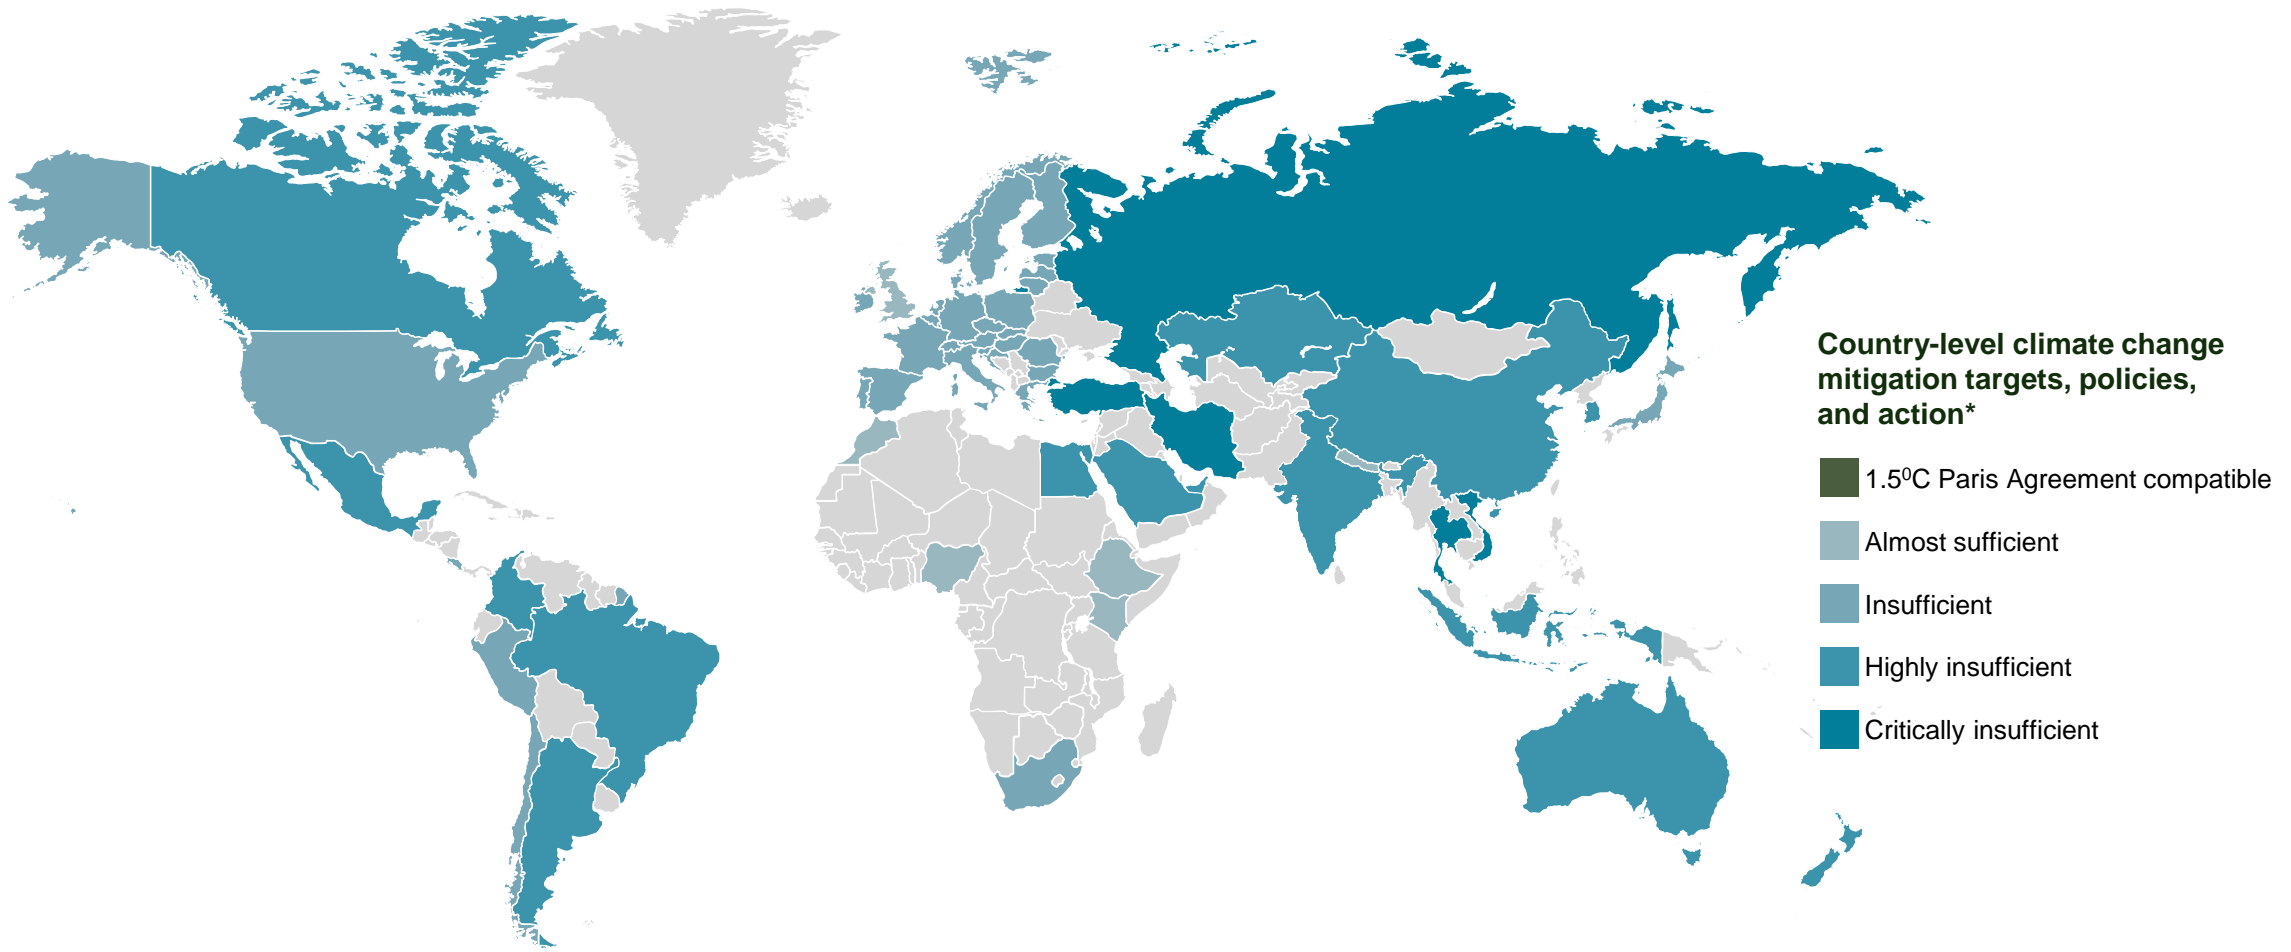 Country-level climate change
mitigation targets, policies,
and action*
1.5⁰C Paris Agreement compatible
Almost sufficient
Insufficient
Highly insufficient
Critically insufficient